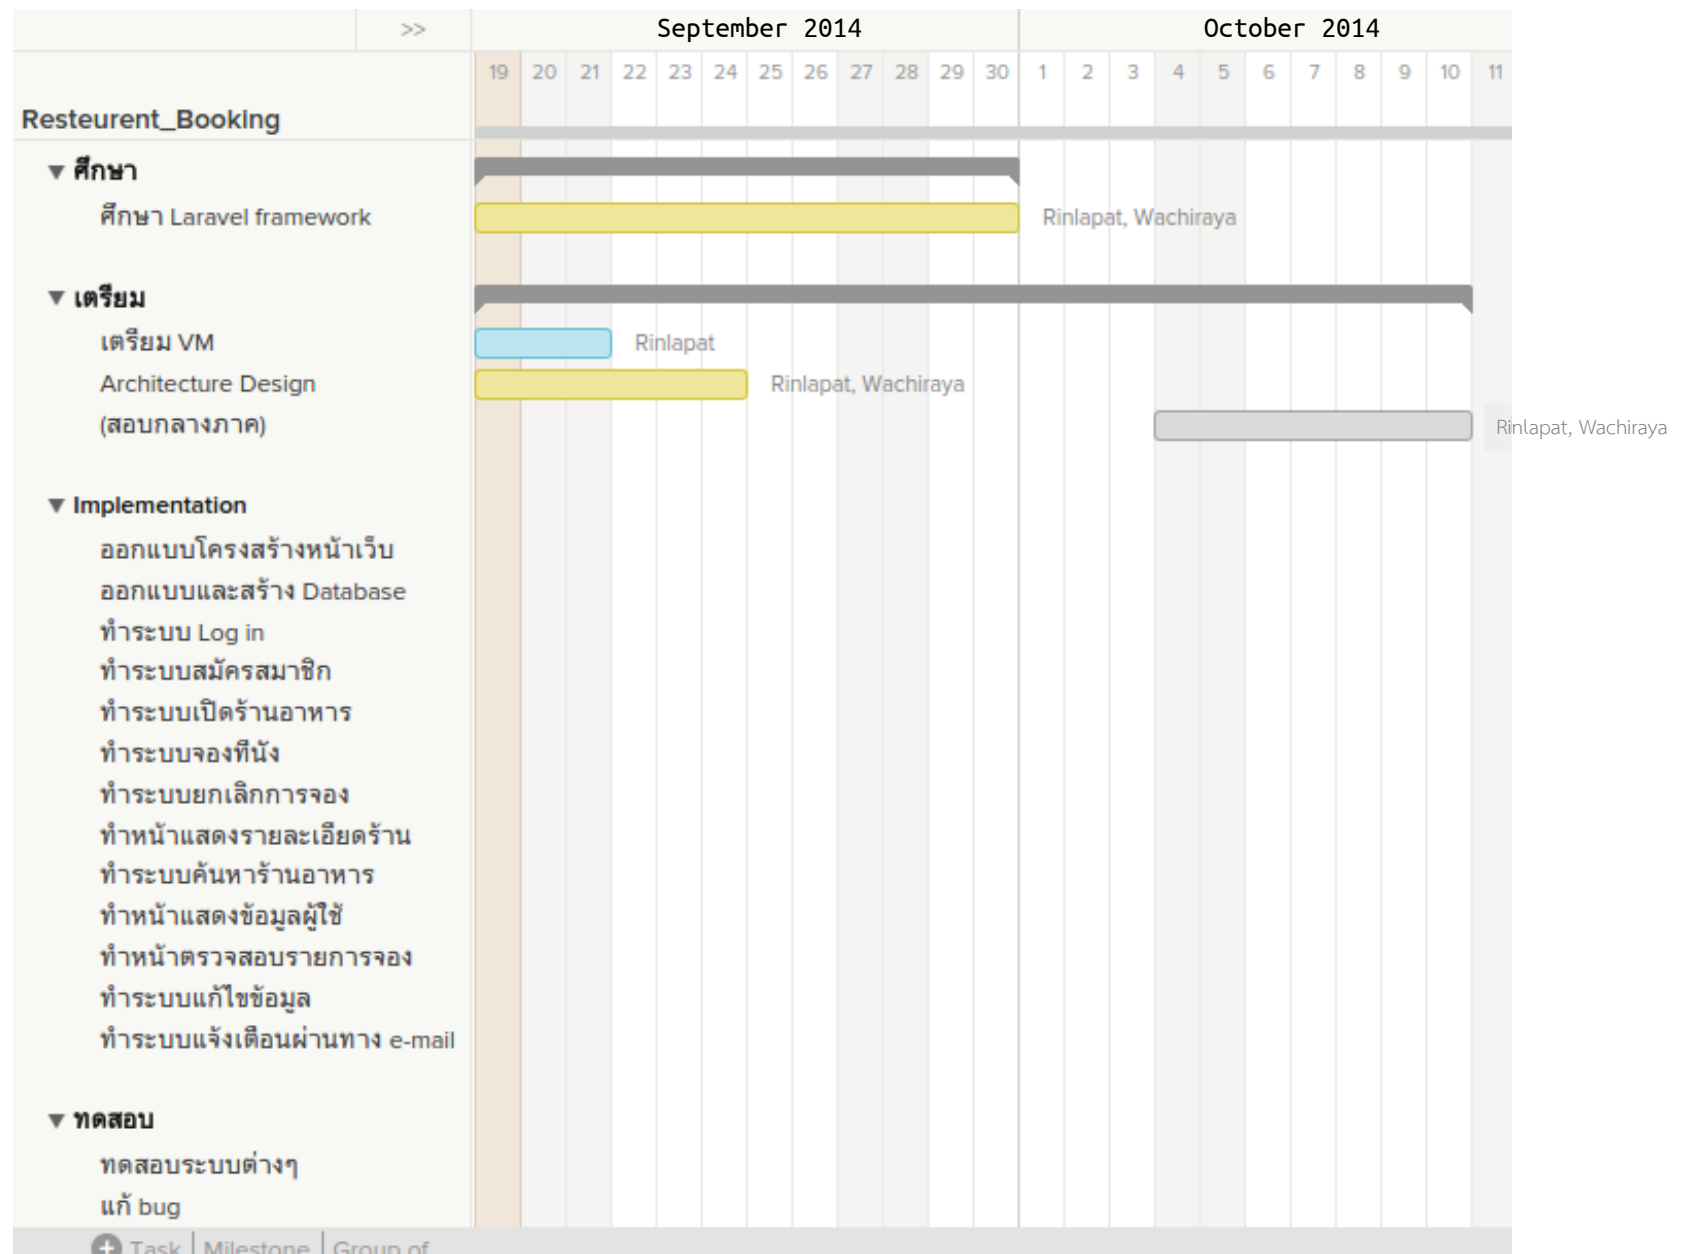 >> September 2014 October 2014
19 20 21 22 23 24 25 26 27 28 29 30 1 2 3 4 5 6 7 8 9 10 11
Resteurent_Booking
ศึกษา
ศึกษา Laravel framework Rinlapat, Wachiraya
เตรียม
เตรียม VM Rinlapat
Architecture Design Rinlapat, Wachiraya
(สอบกลางภาค) Rinlapat, Wachiraya
Implementation
ออกแบบโครงสร้างหน้าเว็บ
ออกแบบและสร้าง Database
ทำระบบ Log in
ทำระบบสมัครสมาชิก
ทำระบบเปิดร้านอาหาร
ทำระบบจองที่นั่ง
ทำระบบยกเลิกการจอง
ทำหน้าแสดงรายละเอียดร้าน
ทำระบบค้นหาร้านอาหาร
ทำหน้าแสดงข้อมูลผู้ใช้
ทำหน้าตรวจสอบรายการจอง
ทำระบบแก้ไขข้อมูล
ทำระบบแจ้งเตือนผ่านทาง e-mail
ทดสอบ
ทดสอบระบบต่างๆ
แก้ bug
Task Milestone Group of